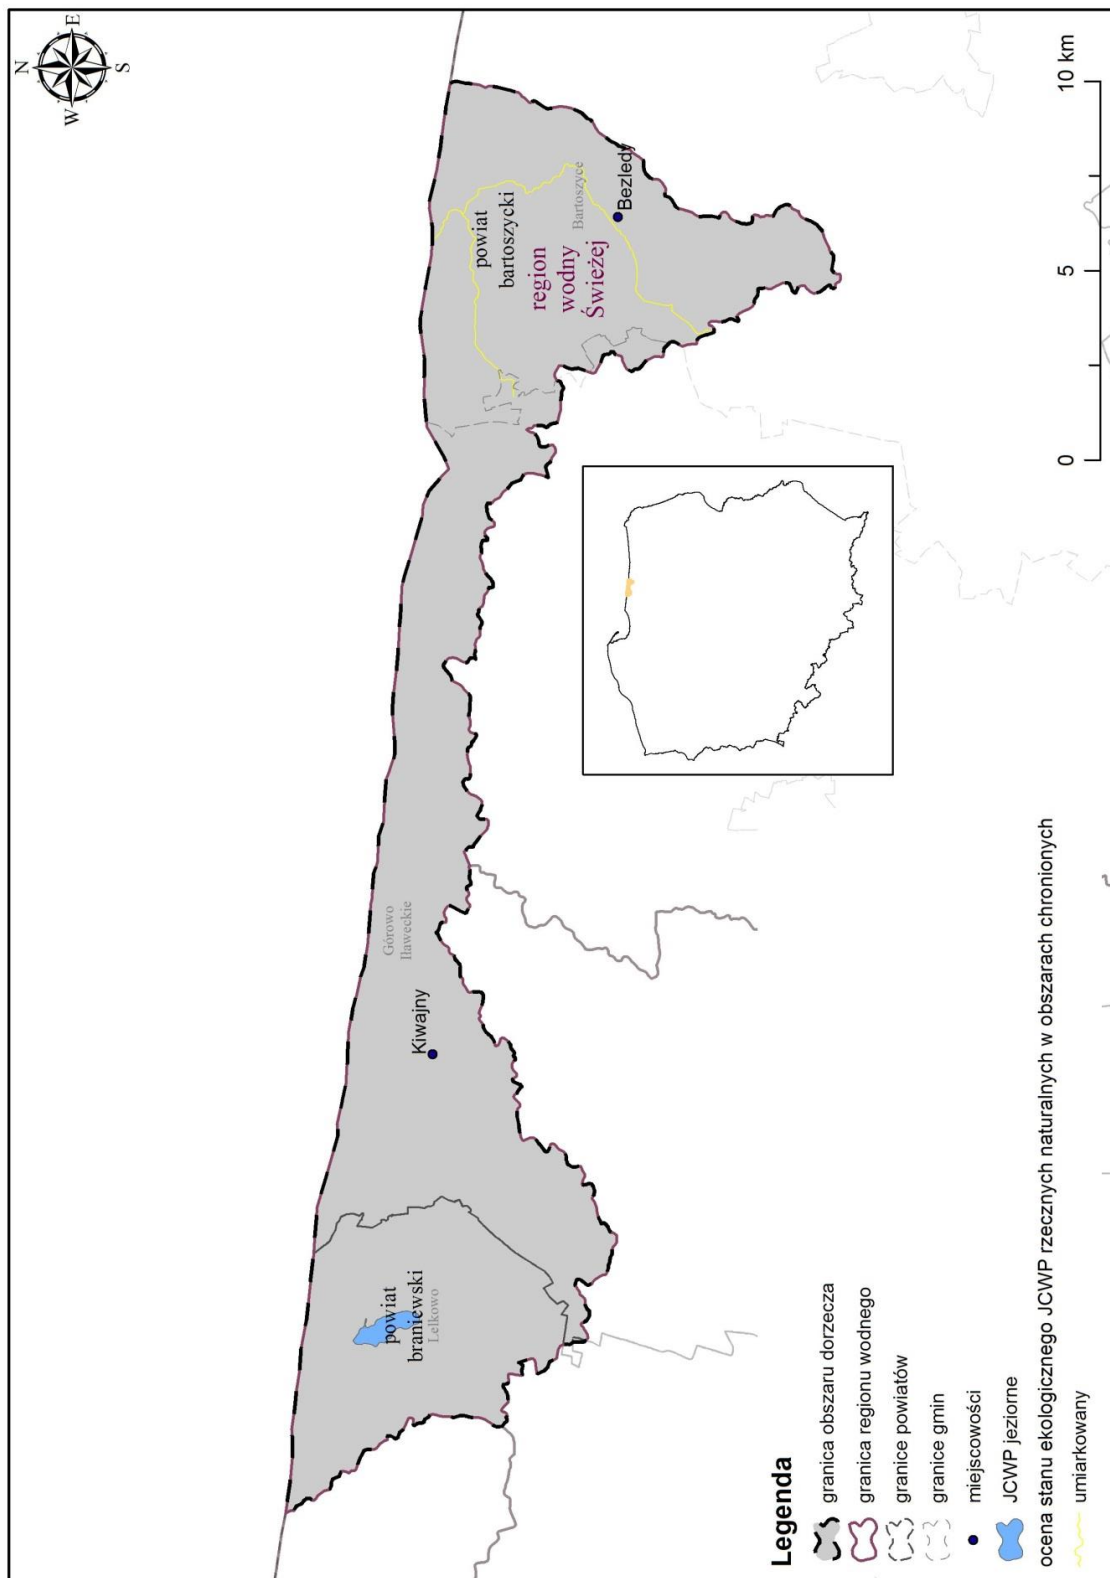 N
E
S
W
powiat
bartoszycki
region
wodny
Świeżej
Bartoszyce
Bezledy
Górowo
Iławeckie
Kiwajny
powiat
braniewski
Lelkowo
0 5 10 km
Legenda
granica obszaru dorzecza
granica regionu wodnego
granice powiatów
granice gmin
miejscowości
JCWP jeziorne
ocena stanu ekologicznego JCWP rzecznych naturalnych w obszarach chronionych
umiarkowany